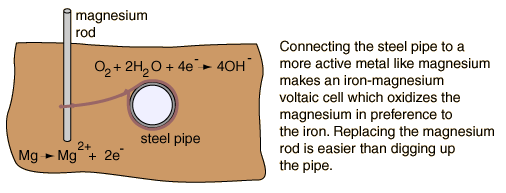 magnesium
rod
O₂ + 2H₂O + 4e⁻ → 4OH⁻
steel pipe
Mg → Mg²⁺ + 2e⁻
Connecting the steel pipe to a
more active metal like magnesium
makes an iron-magnesium
voltaic cell which oxidizes the
magnesium in preference to
the iron. Replacing the magnesium
rod is easier than digging up
the pipe.